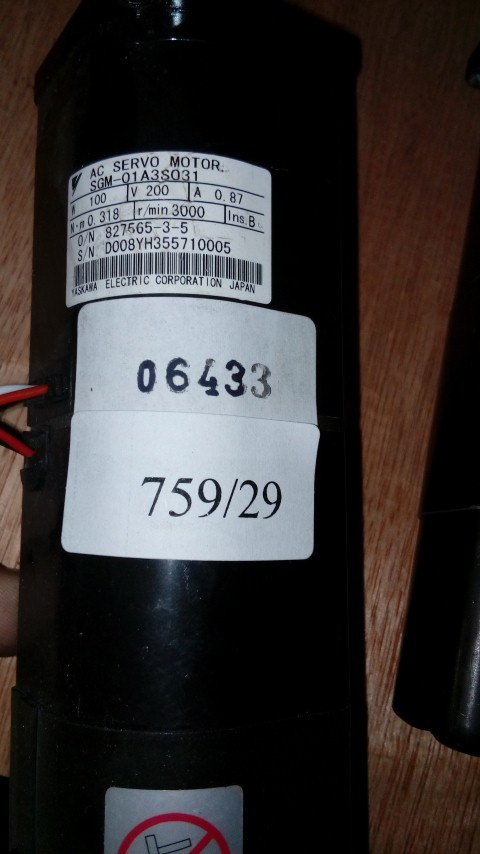 AC SERVO MOTOR.
SGM-01A3S031
W 100 V 200 A 0.87
N·m 0.318 r/min 3000 Ins. B
O/N 827565-3-5
S/N D008YH355710005
YASKAWA ELECTRIC CORPORATION JAPAN
06433
759/29